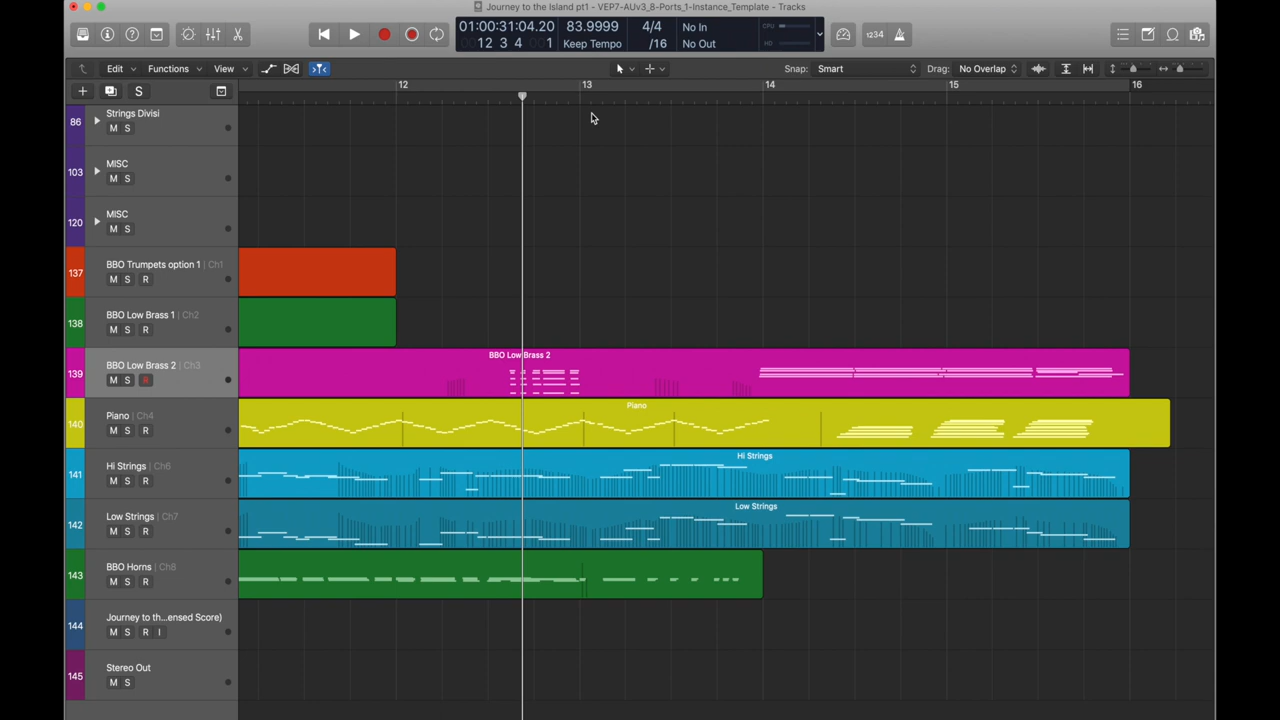 Journey to the Island pt1 - VEP7-AUv3_8-Ports_1-Instance_Template - Tracks
01:00:31:04.20 83.9999 4/4 No In
12 3 4 1 Keep Tempo /16 No Out
CPU
HD
1234
Edit Functions View Snap: Smart Drag: No Overlap
S
12 13 14 15 16
86 Strings Divisi
M S
103 MISC
M S
120 MISC
M S
137 BBO Trumpets option 1 | Ch1
M S R
138 BBO Low Brass 1 | Ch2
M S R
139 BBO Low Brass 2 | Ch3
M S R
BBO Low Brass 2
140 Piano | Ch4
M S R
Piano
141 Hi Strings | Ch6
M S R
Hi Strings
142 Low Strings | Ch7
M S R
Low Strings
143 BBO Horns | Ch8
M S R
144 Journey to th...ensed Score)
M S R I
145 Stereo Out
M S